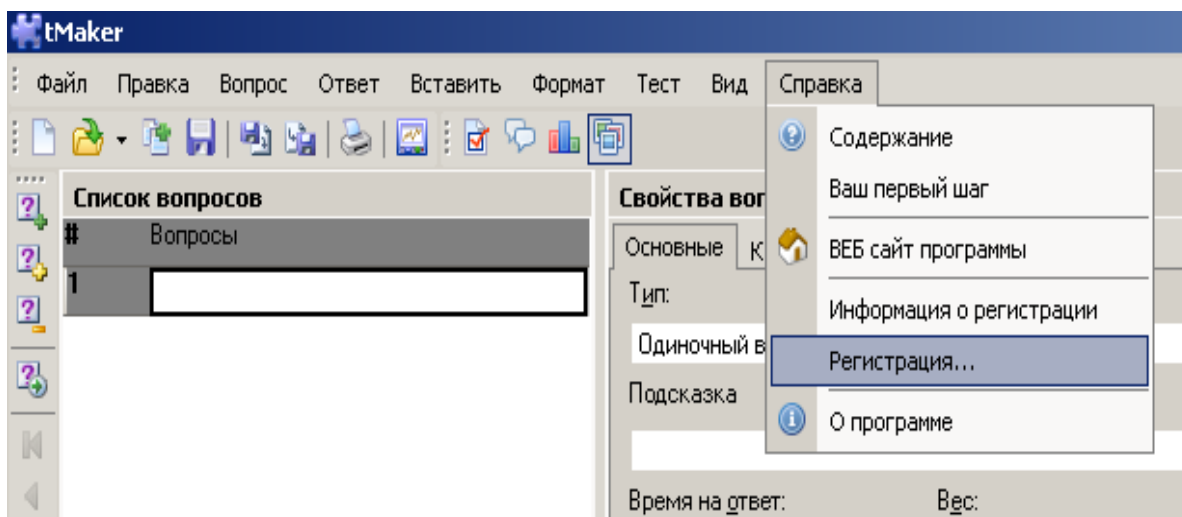 tMaker
Файл Правка Вопрос Ответ Вставить Формат Тест Вид Справка
Содержание
Ваш первый шаг
ВЕБ сайт программы
Информация о регистрации
Регистрация...
О программе
Список вопросов
# Вопросы
1
Свойства
Основные
Тип:
Одиночный
Подсказка
Время на ответ: Вес: